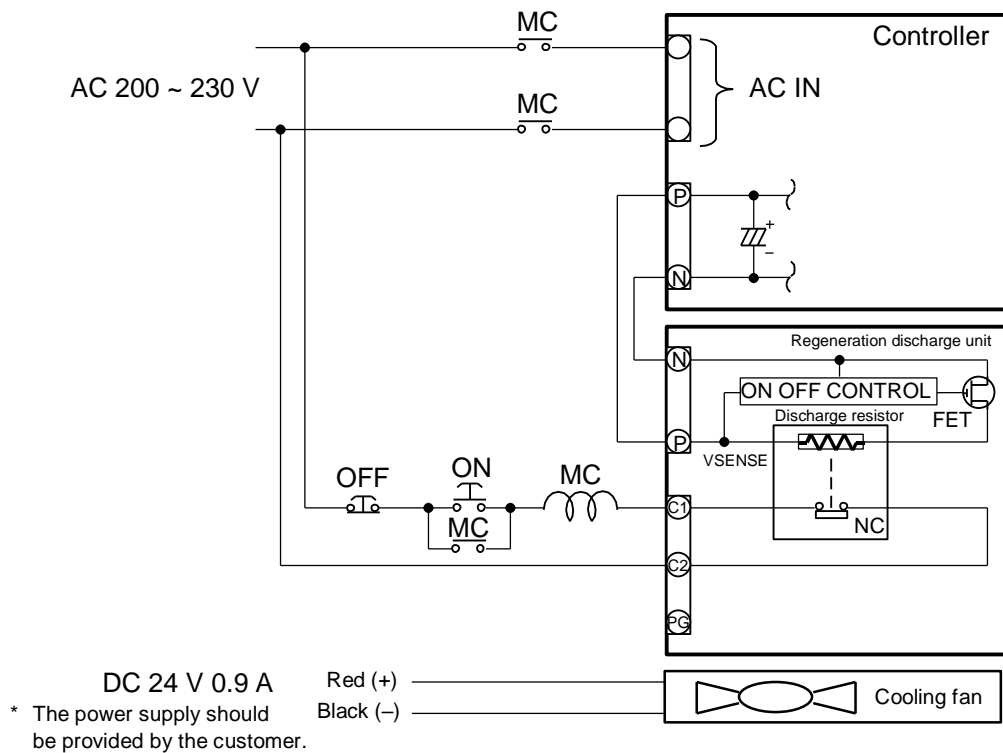 MC
Controller
AC 200 ~ 230 V
AC IN
MC
P
+
–
N
Regeneration discharge unit
N
ON OFF CONTROL
Discharge resistor
FET
P
VSENSE
OFF
ON
MC
C1
MC
NC
C2
PG
DC 24 V 0.9 A
Red (+)
Black (–)
Cooling fan
* The power supply should
be provided by the customer.